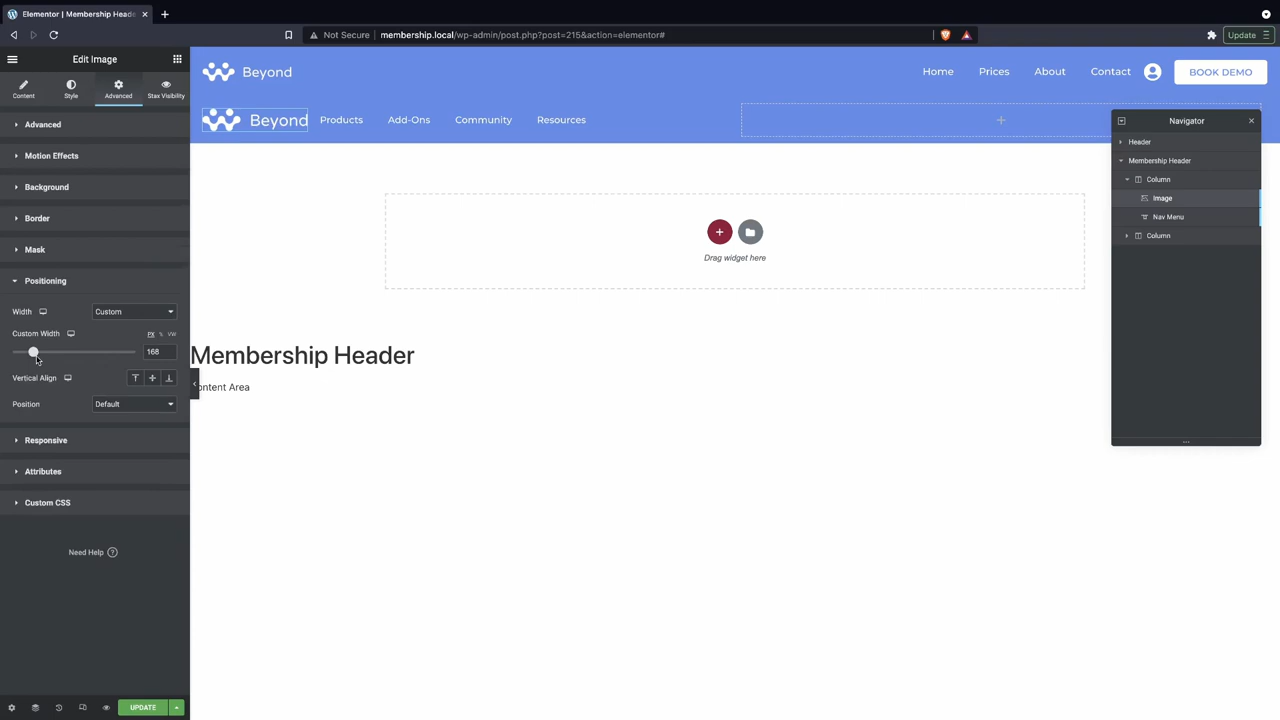 Elementor | Membership Heade
Not Secure membership.local/wp-admin/post.php?post=215&action=elementor#
Update
Edit Image
Content Style Advanced Stax Visibility
Advanced
Motion Effects
Background
Border
Mask
Positioning
Width Custom
Custom Width PX % VW
168
Vertical Align
Position Default
Responsive
Attributes
Custom CSS
Need Help ?
UPDATE
Beyond Home Prices About Contact BOOK DEMO
Beyond Products Add-Ons Community Resources
Drag widget here
Membership Header
ontent Area
Navigator
Header
Membership Header
Column
Image
Nav Menu
Column